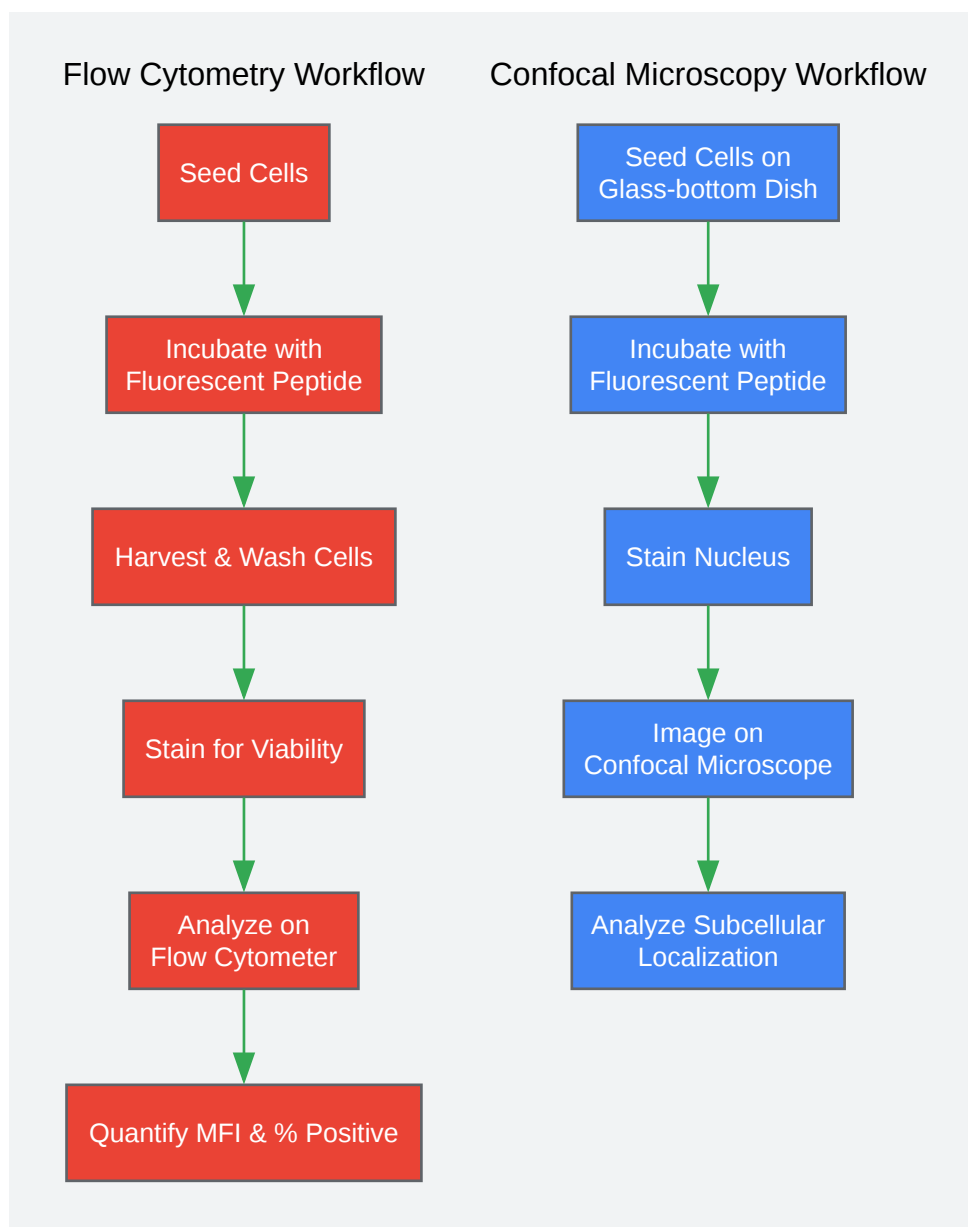 Flow Cytometry Workflow
Seed Cells
Incubate with
Fluorescent Peptide
Harvest & Wash Cells
Stain for Viability
Analyze on
Flow Cytometer
Quantify MFI & % Positive
Confocal Microscopy Workflow
Seed Cells on
Glass-bottom Dish
Incubate with
Fluorescent Peptide
Stain Nucleus
Image on
Confocal Microscope
Analyze Subcellular
Localization